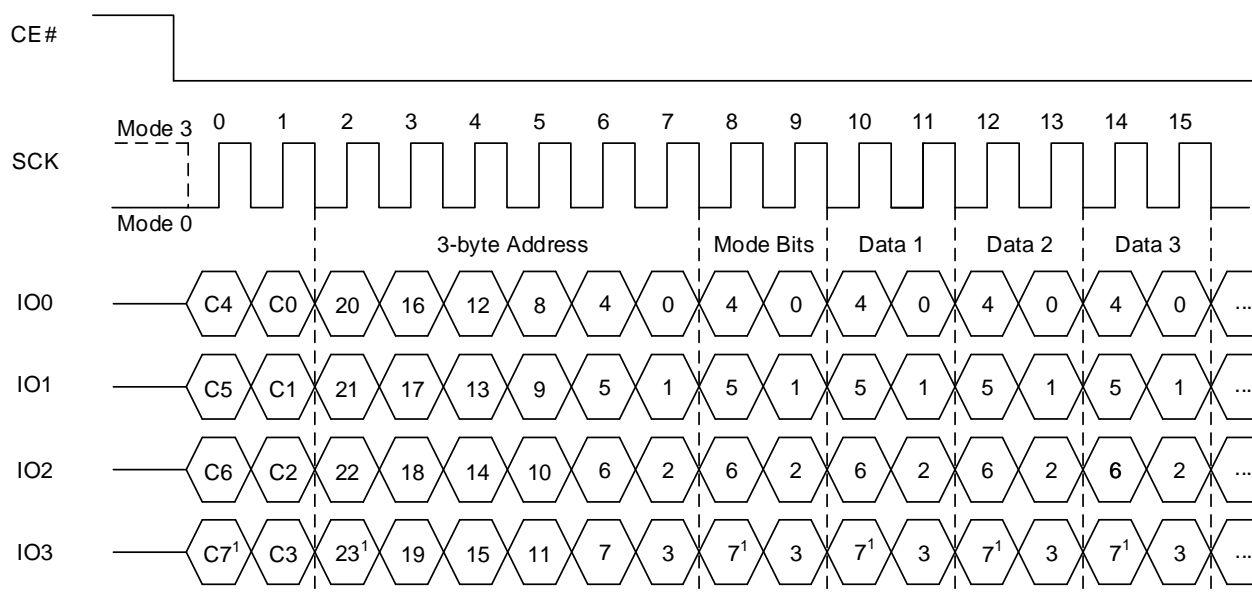 CE#
Mode 3 0 1 2 3 4 5 6 7 8 9 10 11 12 13 14 15
SCK
Mode 0
3-byte Address Mode Bits Data 1 Data 2 Data 3
IO0 C4 C0 20 16 12 8 4 0 4 0 4 0 4 0 4 0 ...
IO1 C5 C1 21 17 13 9 5 1 5 1 5 1 5 1 5 1 ...
IO2 C6 C2 22 18 14 10 6 2 6 2 6 2 6 2 6 2 ...
IO3 C7¹ C3 23¹ 19 15 11 7 3 7¹ 3 7¹ 3 7¹ 3 7¹ 3 ...